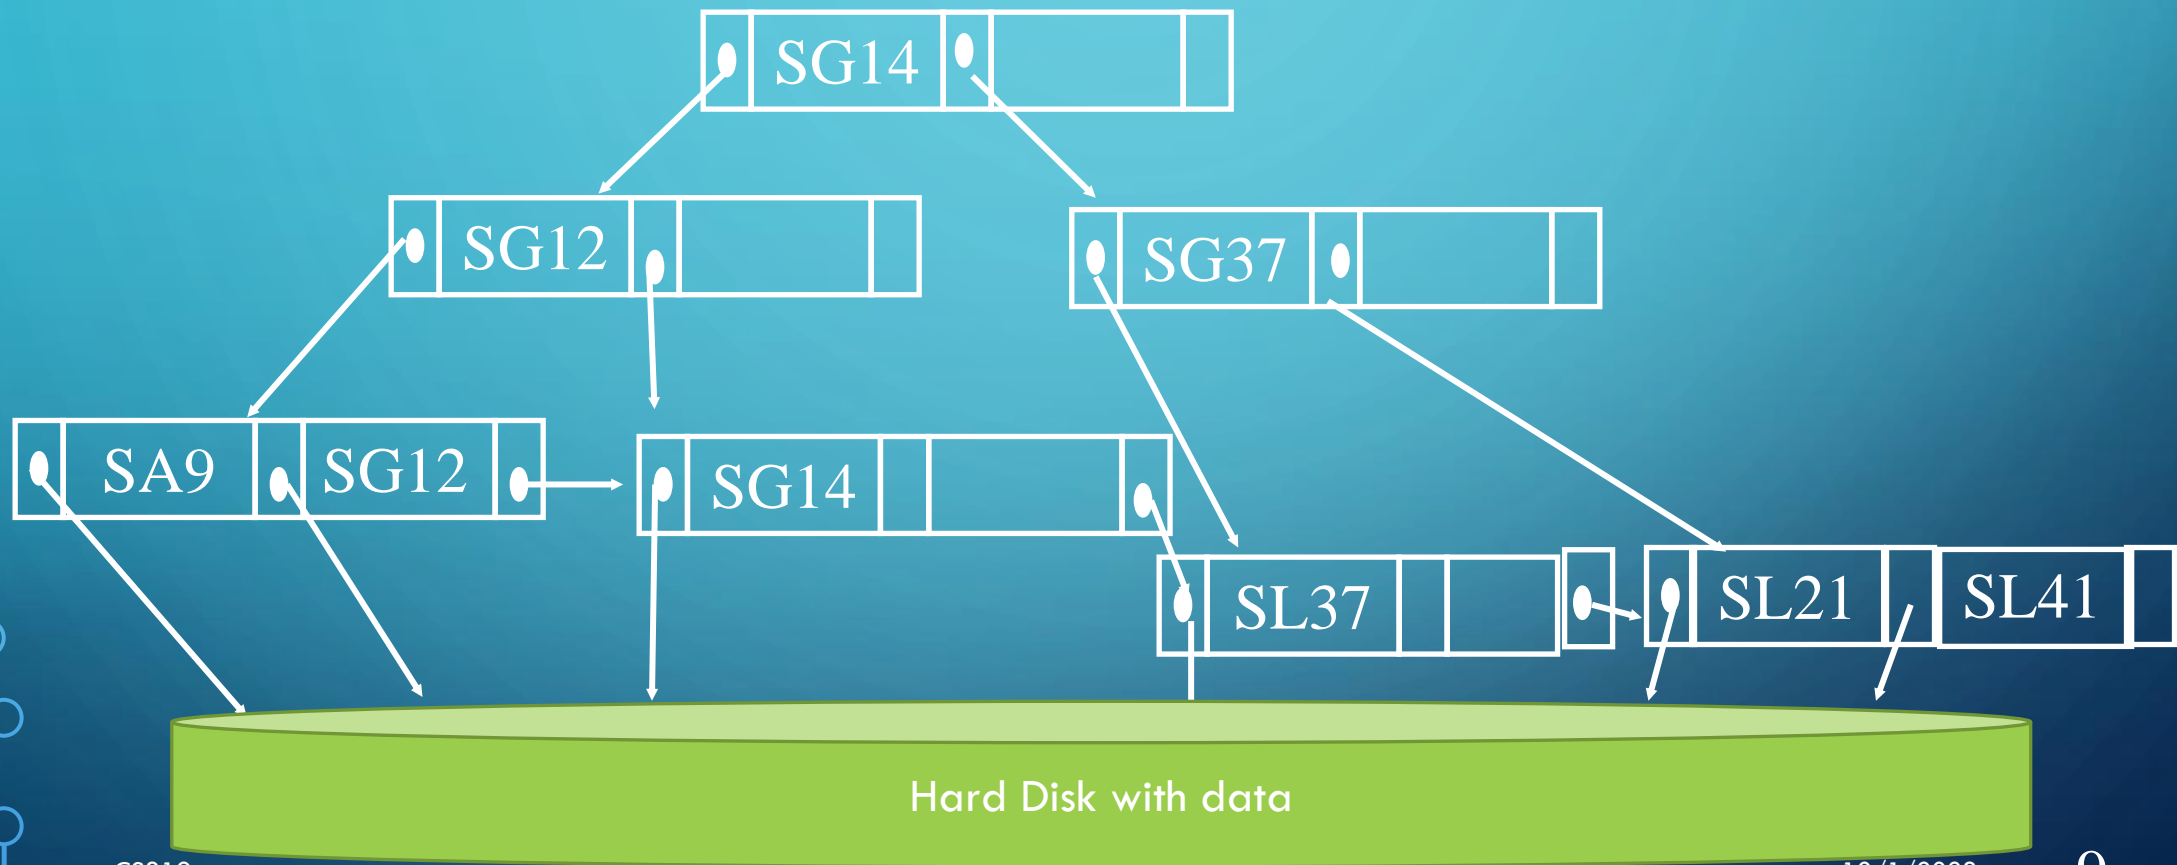 SG14
SG12
SG37
SA9 SG12
SG14
SL37
SL21 SL41
Hard Disk with data